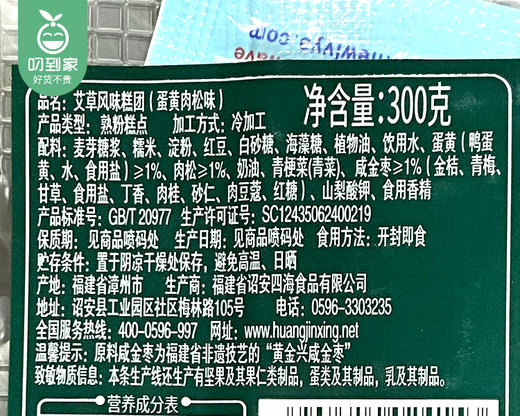 newivya.com
wave
叨到家
好货不贵
品名：艾草风味糕团（蛋黄肉松味）
净含量:300克
产品类型：熟粉糕点 加工方式：冷加工
配料：麦芽糖浆、糯米、淀粉、红豆、白砂糖、海藻糖、植物油、饮用水、蛋黄（鸭蛋
黄、水、食用盐）≥1%、肉松≥1%、奶油、青梗菜(青菜)、咸金枣≥1%（金桔、青梅、
甘草、食用盐、丁香、肉桂、砂仁、肉豆蔻、红糖）、山梨酸钾、食用香精
产品标准号：GB/T 20977 生产许可证号：SC12435062400219
保质期：见商品喷码处 生产日期：见商品喷码处 食用方法：开封即食
贮存条件：置于阴凉干燥处保存，避免高温、日晒
产地：福建省漳州市 生产商：福建省诏安四海食品有限公司
地址：诏安县工业园区社区梅林路105号 电话：0596-3303235
全国服务热线：400-0596-997 网址：www.huangjinxing.net
温馨提示：原料咸金枣为福建省非遗技艺的“黄金兴咸金枣”
致敏物质信息：本条生产线还生产有坚果及其果仁类制品，蛋类及其制品，乳及其制品。
营养成分表